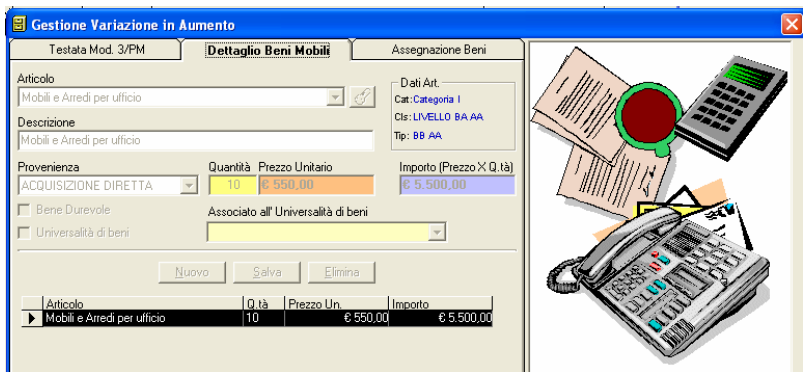 Gestione Variazione in Aumento
Testata Mod. 3/PM Dettaglio Beni Mobili Assegnazione Beni
Articolo
Mobili e Arredi per ufficio
Dati Art.
Cat: Categoria I
Cls: LIVELLO BA AA
Tip: BB AA
Descrizione
Mobili e Arredi per ufficio
Provenienza Quantità Prezzo Unitario Importo (Prezzo X Q.tà)
ACQUISIZIONE DIRETTA 10 € 550,00 € 5.500,00
Bene Durevole
Associato all' Universalità di beni
Universalità di beni
Nuovo Salva Elimina
Articolo Q.tà Prezzo Un. Importo
Mobili e Arredi per ufficio 10 € 550,00 € 5.500,00